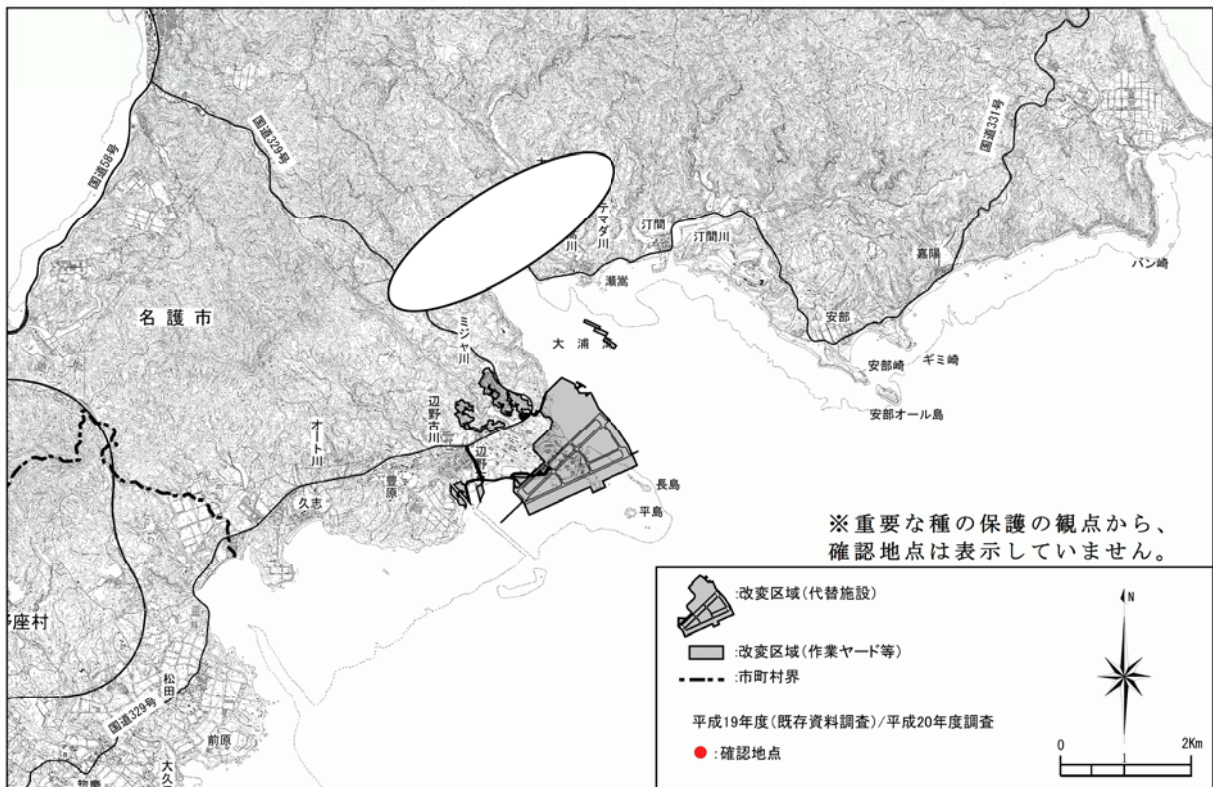 国道58号
国道329号
国道331号
テマダ川
川
汀間
汀間川
瀬嵩
嘉陽
バン崎
名護市
ミジャ川
大浦
安部
安部崎
ギミ崎
安部オール島
辺野古川
オート川
辺野
豊原
久志
長島
平島
※重要な種の保護の観点から、
確認地点は表示していません。
座村
松田
国道329号
前原
大久
:改変区域(代替施設)
:改変区域(作業ヤード等)
:市町村界
平成19年度(既存資料調査)/平成20年度調査
:確認地点
N
0 1 2Km